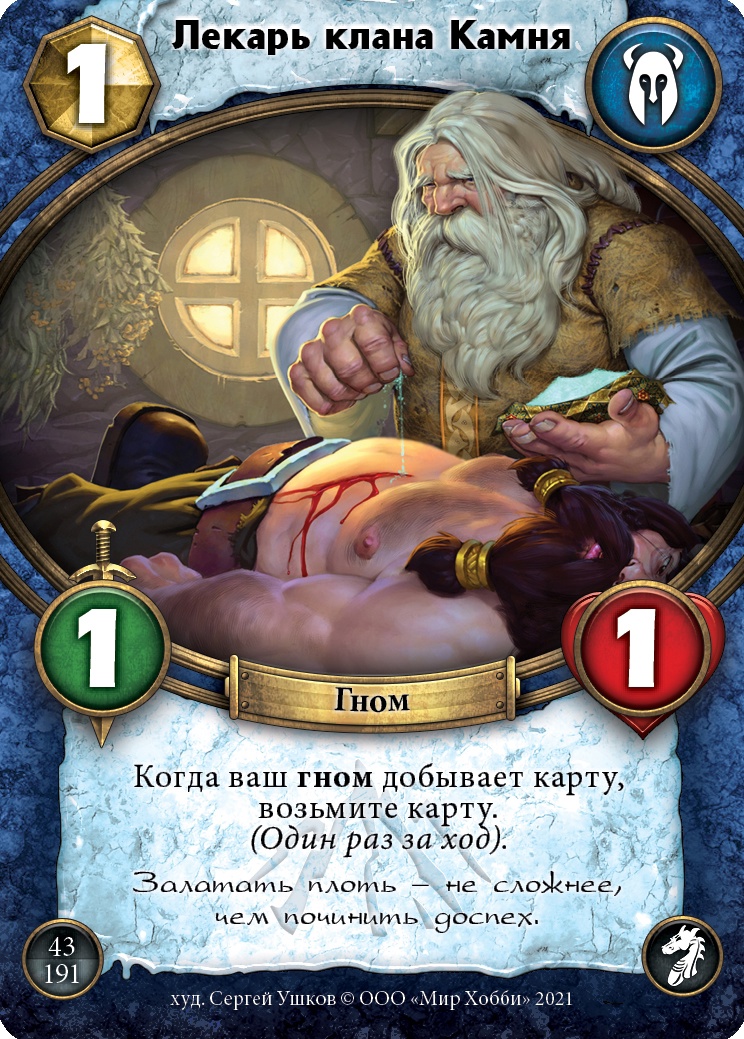 Лекарь клана Камня
1
1
1
Гном
Когда ваш гном добывает карту,
возьмите карту.
(Один раз за ход).
Залатать плоть – не сложнее,
чем починить доспех.
43
191
худ. Сергей Ушков © ООО «Мир Хобби» 2021